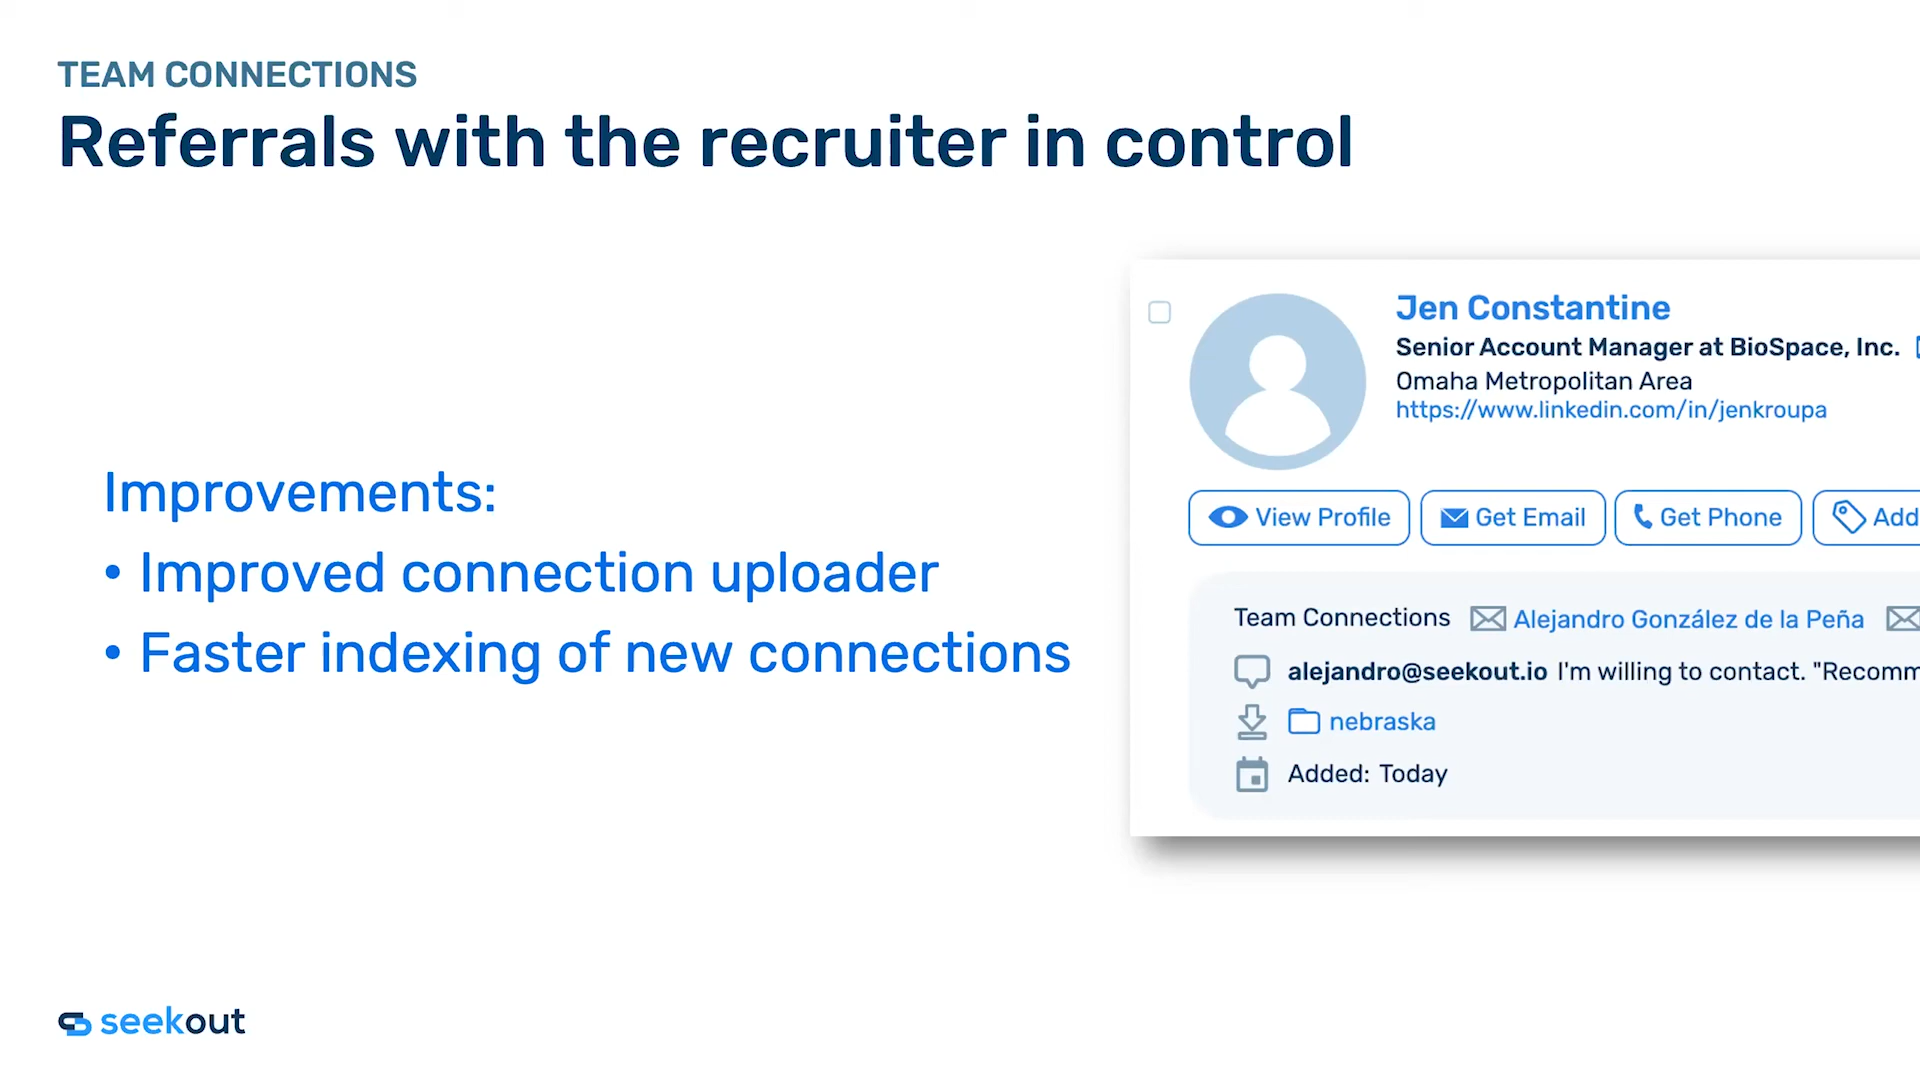 TEAM CONNECTIONS
Referrals with the recruiter in control
Improvements:
• Improved connection uploader
• Faster indexing of new connections
Jen Constantine
Senior Account Manager at BioSpace, Inc.
Omaha Metropolitan Area
https://www.linkedin.com/in/jenkroupa
View Profile Get Email Get Phone Add
Team Connections Alejandro González de la Peña
alejandro@seekout.io I'm willing to contact. "Recomm
nebraska
Added: Today
seekout